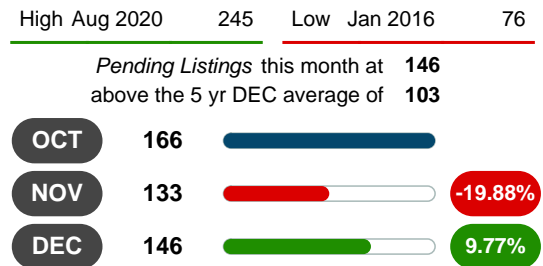 High Aug 2020 245 Low Jan 2016 76
Pending Listings this month at 146
above the 5 yr DEC average of 103
OCT 166
NOV 133 -19.88%
DEC 146 9.77%